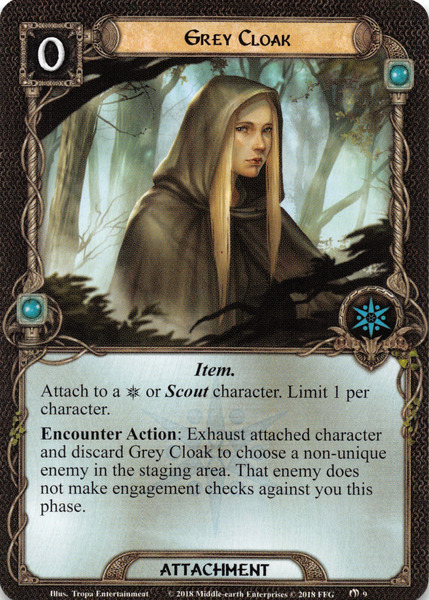 0
GREY CLOAK
Item.
Attach to a or Scout character. Limit 1 per
character.
Encounter Action: Exhaust attached character
and discard Grey Cloak to choose a non-unique
enemy in the staging area. That enemy does
not make engagement checks against you this
phase.
ATTACHMENT
Illus. Tropa Entertainment © 2018 Middle-earth Enterprises © 2018 FFG 9